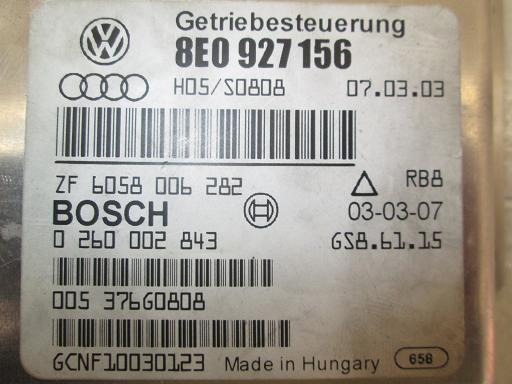 Getriebesteuerung
8E0 927 156
H05/S0808 07.03.03
ZF 6058 006 282 RB8
BOSCH 03-03-07
0 260 002 843 GS8.61.15
005 376G0808
GCNF10030123 Made in Hungary 658